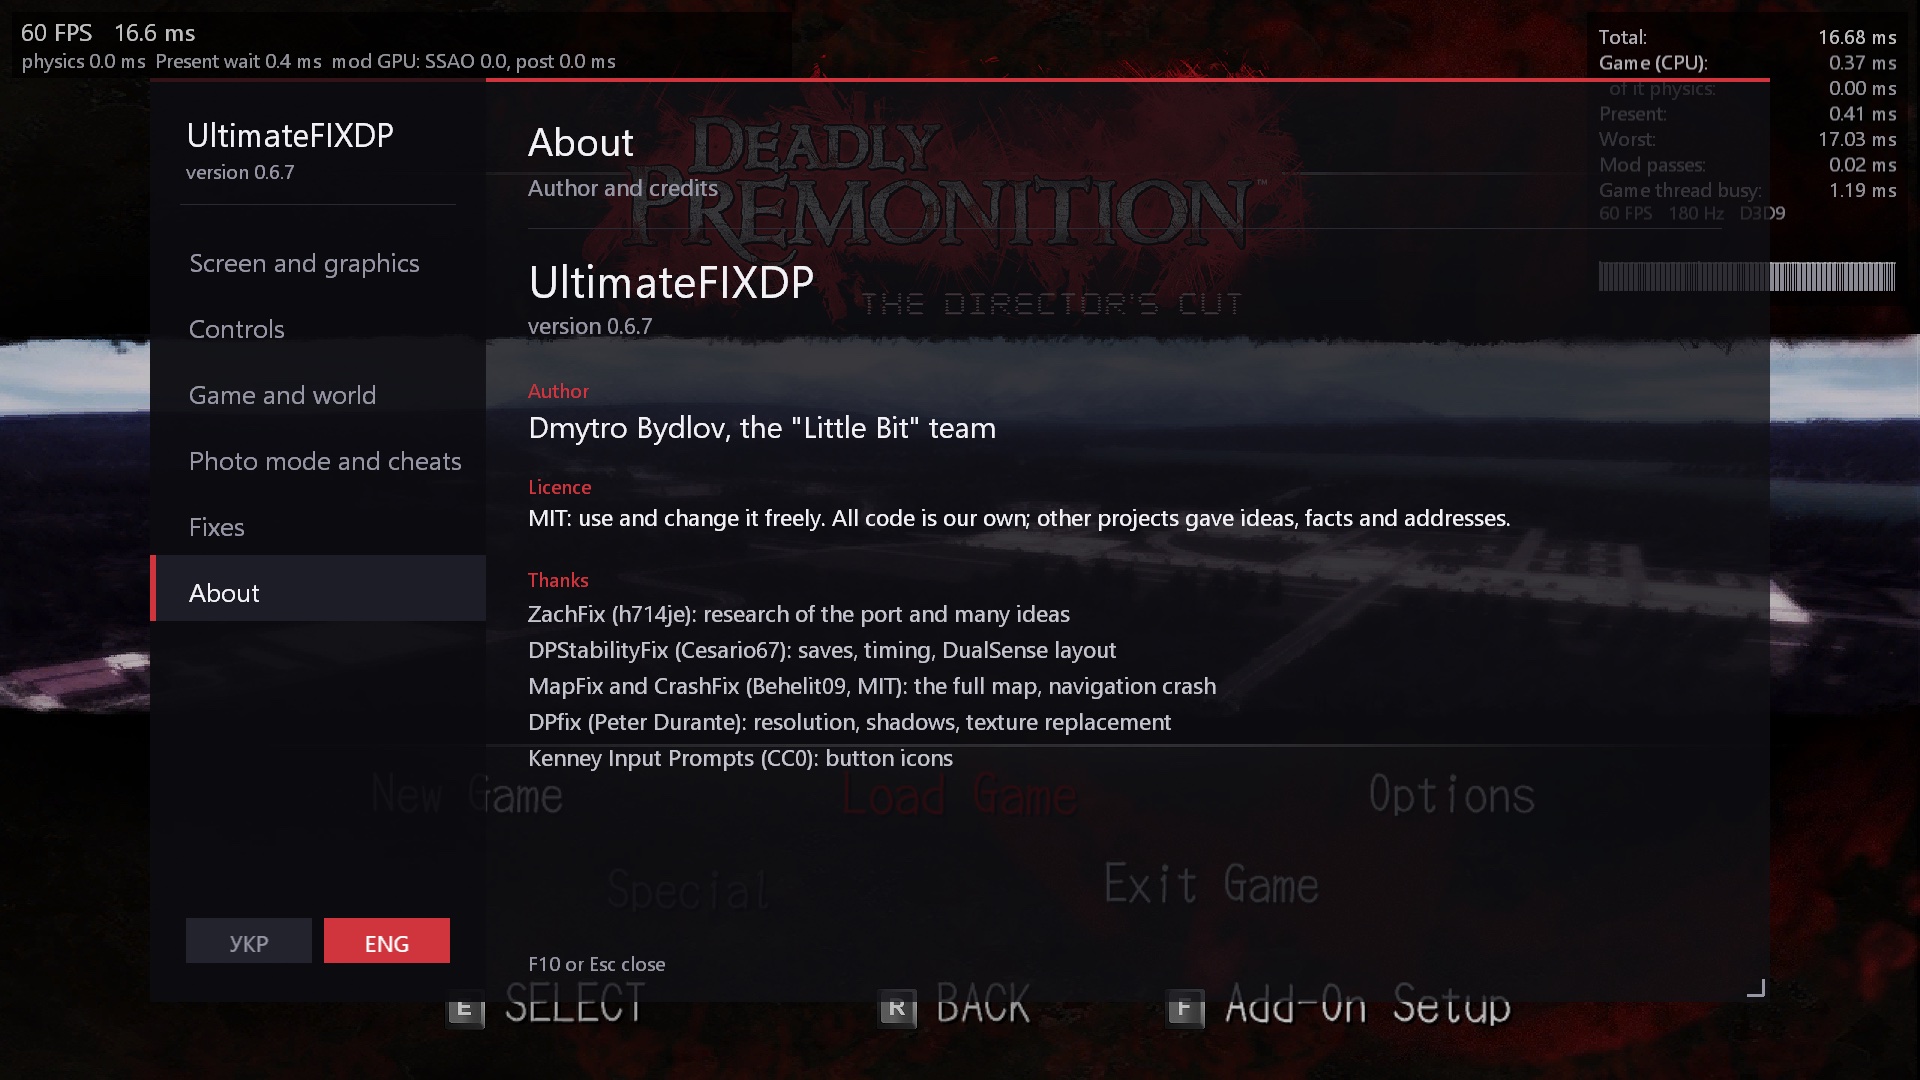 60 FPS 16.6 ms
physics 0.0 ms Present wait 0.4 ms mod GPU: SSAO 0.0, post 0.0 ms
Total: 16.68 ms
Game (CPU): 0.37 ms
of it physics: 0.00 ms
Present: 0.41 ms
Worst: 17.03 ms
Mod passes: 0.02 ms
Game thread busy: 1.19 ms
60 FPS 180 Hz D3D9
UltimateFIXDP
version 0.6.7
Screen and graphics
Controls
Game and world
Photo mode and cheats
Fixes
About
УКР ENG
About
Author and credits
DEADLY
PREMONITION™
THE DIRECTOR'S CUT
UltimateFIXDP
version 0.6.7
Author
Dmytro Bydlov, the "Little Bit" team
Licence
MIT: use and change it freely. All code is our own; other projects gave ideas, facts and addresses.
Thanks
ZachFix (h714je): research of the port and many ideas
DPStabilityFix (Cesario67): saves, timing, DualSense layout
MapFix and CrashFix (Behelit09, MIT): the full map, navigation crash
DPfix (Peter Durante): resolution, shadows, texture replacement
Kenney Input Prompts (CC0): button icons
New Game Load Game Options
Special Exit Game
F10 or Esc close
E SELECT R BACK F Add-On Setup